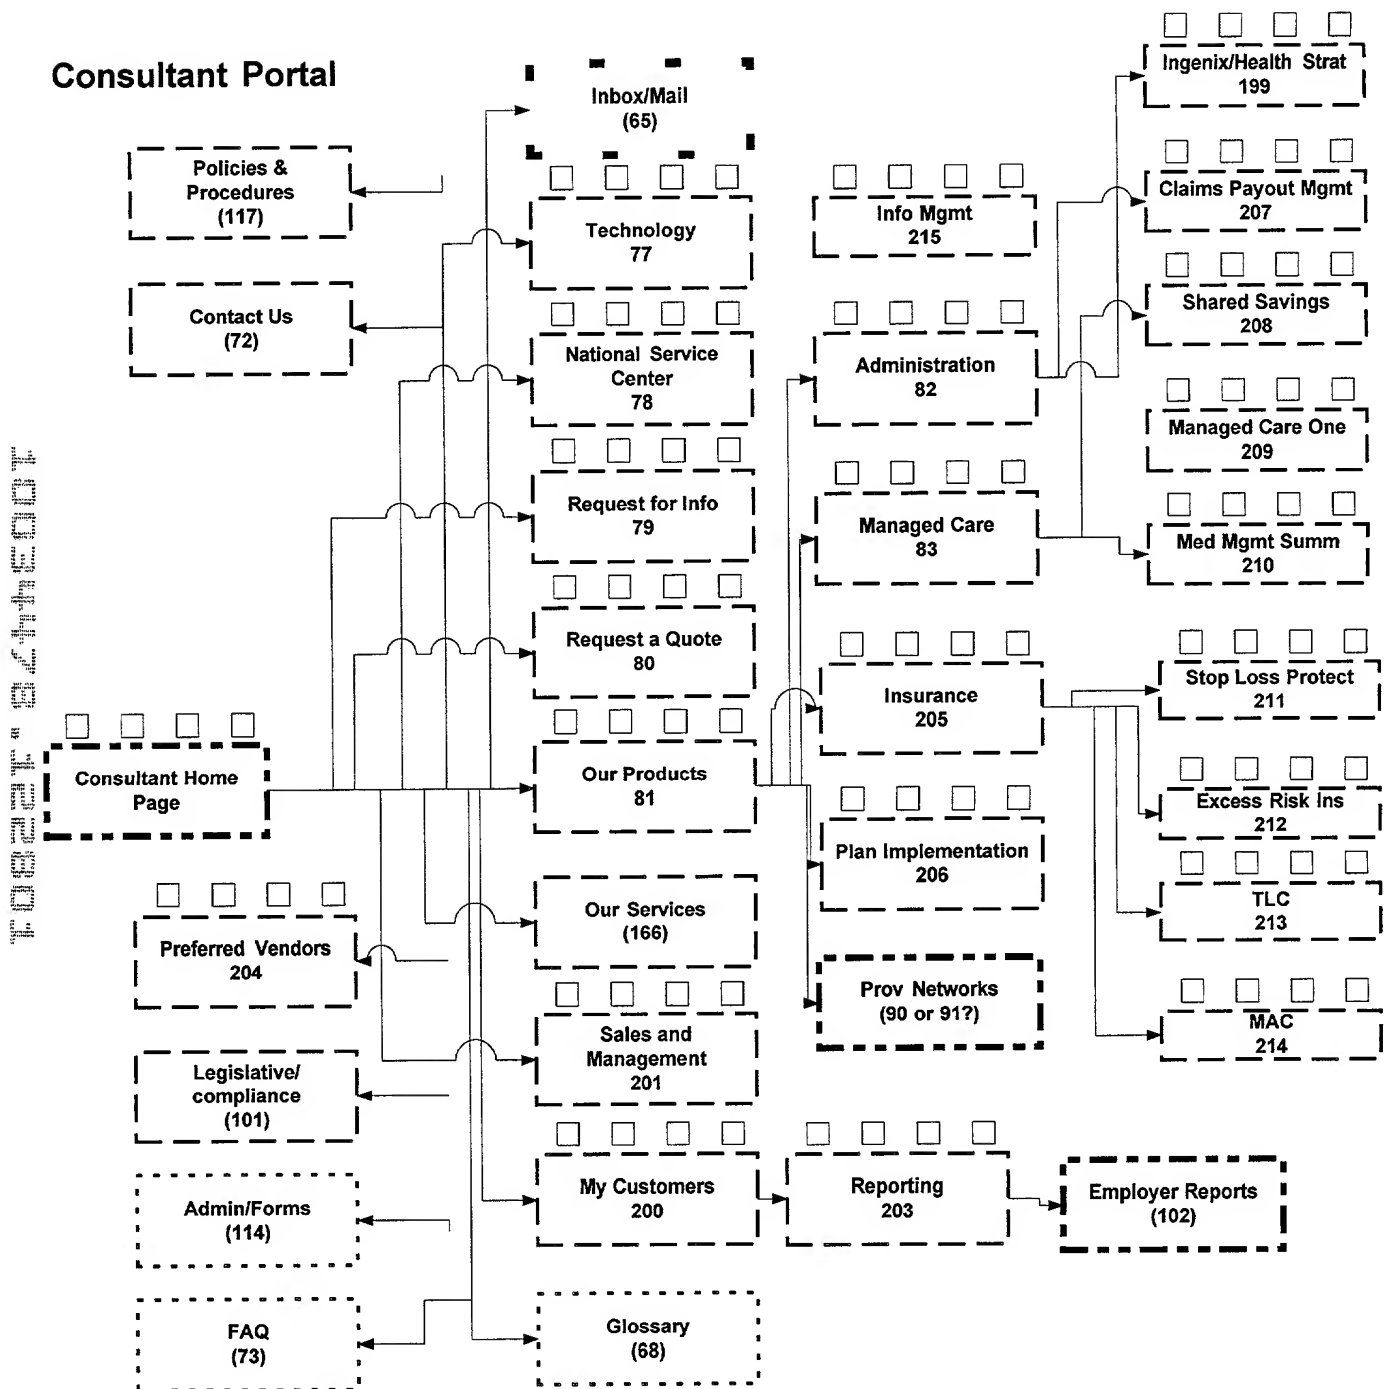 Consultant Portal
Inbox/Mail
(65)
Ingenix/Health Strat
199
Policies &
Procedures
(117)
Technology
77
Info Mgmt
215
Claims Payout Mgmt
207
Contact Us
(72)
National Service
Center
78
Administration
82
Shared Savings
208
Managed Care One
209
Request for Info
79
Managed Care
83
Med Mgmt Summ
210
Request a Quote
80
Insurance
205
Stop Loss Protect
211
Consultant Home
Page
Our Products
81
Plan Implementation
206
Excess Risk Ins
212
TLC
213
Preferred Vendors
204
Our Services
(166)
Prov Networks
(90 or 91?)
MAC
214
Legislative/
compliance
(101)
Sales and
Management
201
Admin/Forms
(114)
My Customers
200
Reporting
203
Employer Reports
(102)
FAQ
(73)
Glossary
(68)